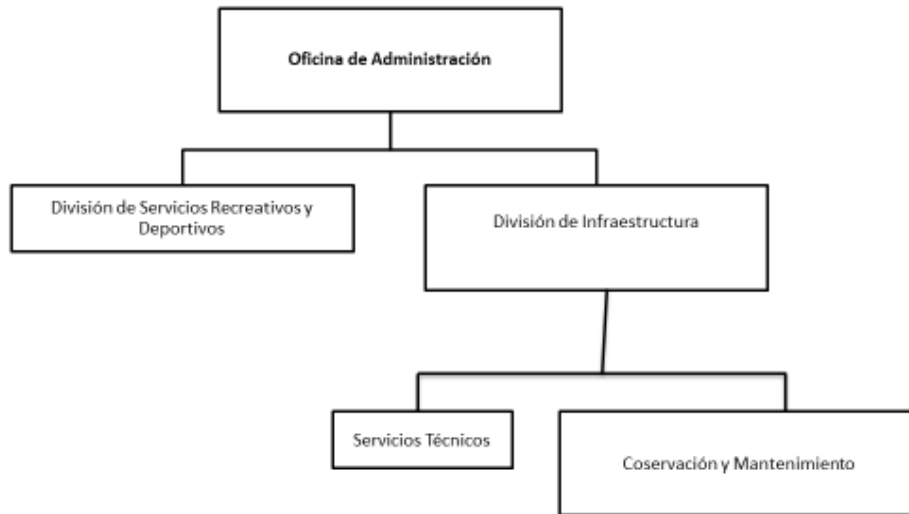 Oficina de Administración
División de Servicios Recreativos y
Deportivos
División de Infraestructura
Servicios Técnicos
Coservación y Mantenimiento